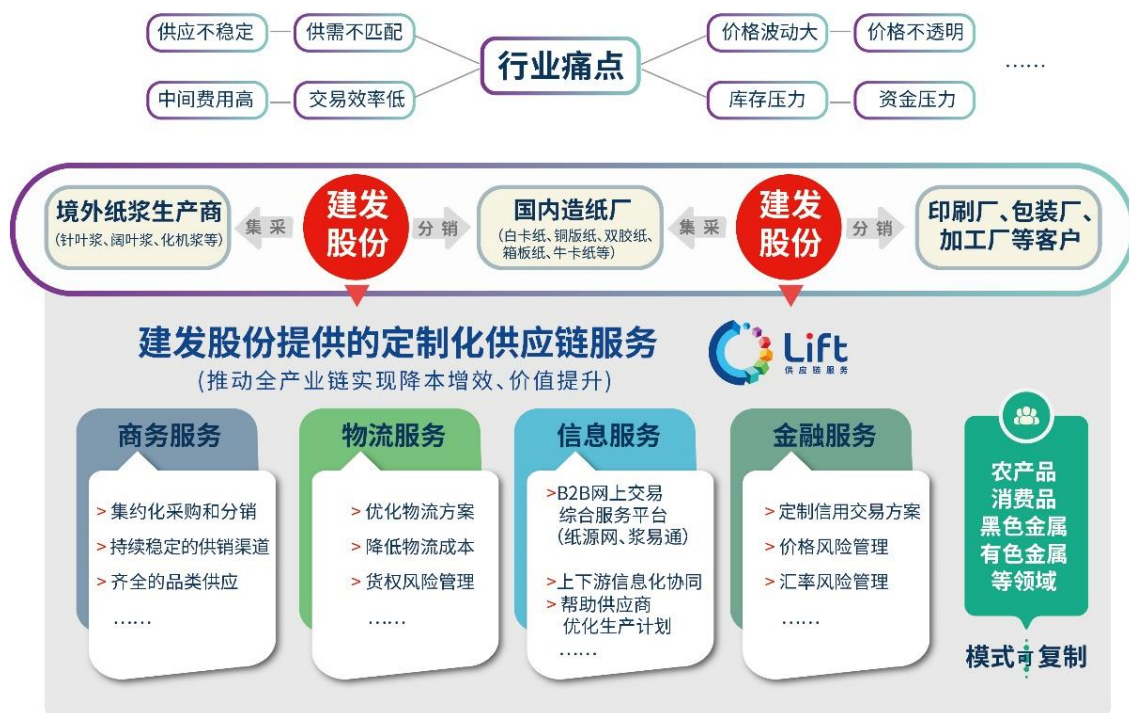 供应不稳定
供需不匹配
行业痛点
价格波动大
价格不透明
……
中间费用高
交易效率低
库存压力
资金压力
境外纸浆生产商
(针叶浆、阔叶浆、化机浆等)
集采
建发
股份
分销
国内造纸厂
(白卡纸、铜版纸、双胶纸、
箱板纸、牛卡纸等)
集采
建发
股份
分销
印刷厂、包装厂、
加工厂等客户
建发股份提供的定制化供应链服务
(推动全产业链实现降本增效、价值提升)
Lift
供应链服务
商务服务
>集约化采购和分销
>持续稳定的供销渠道
>齐全的品类供应
……
物流服务
>优化物流方案
>降低物流成本
>货权风险管理
……
信息服务
>B2B网上交易
综合服务平台
(纸源网、浆易通)
>上下游信息化协同
>帮助供应商
优化生产计划
……
金融服务
>定制信用交易方案
>价格风险管理
>汇率风险管理
……
农产品
消费品
黑色金属
有色金属
等领域
模式可复制